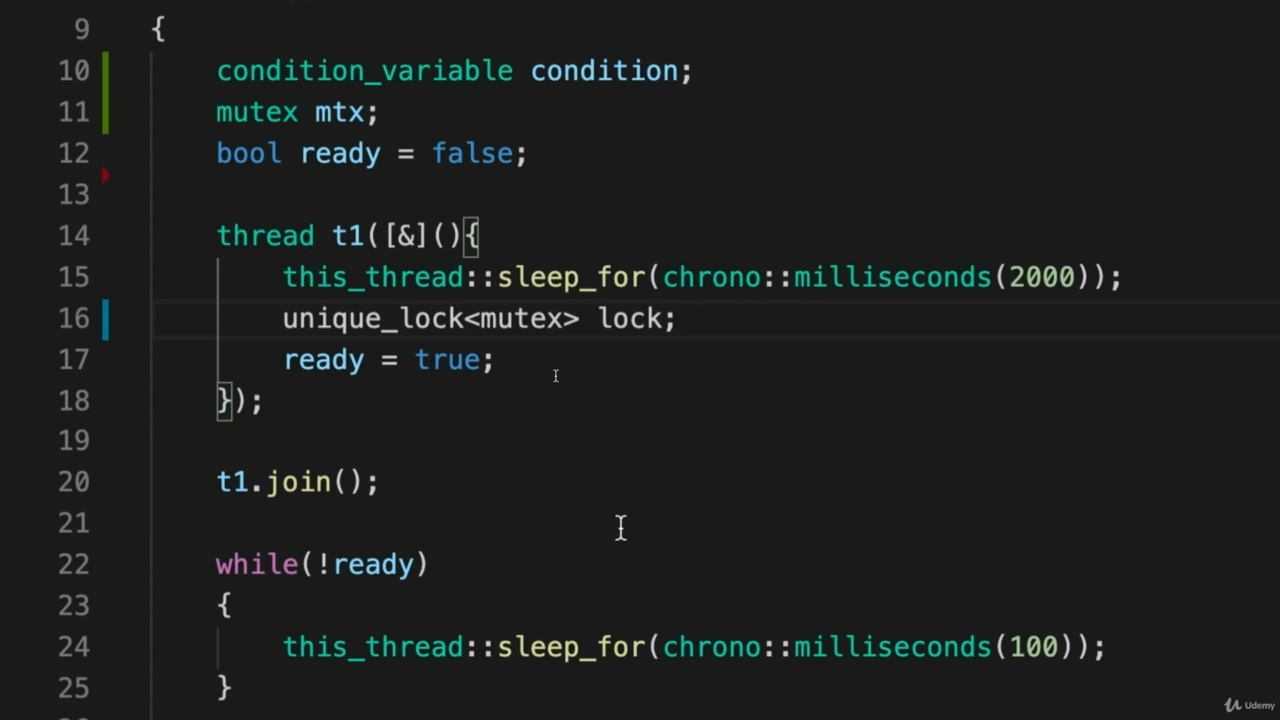 9 {
10 condition_variable condition;
11 mutex mtx;
12 bool ready = false;
13
14 thread t1([&](){
15 this_thread::sleep_for(chrono::milliseconds(2000));
16 unique_lock<mutex> lock;
17 ready = true;
18 });
19
20 t1.join();
21
22 while(!ready)
23 {
24 this_thread::sleep_for(chrono::milliseconds(100));
25 }
Udemy